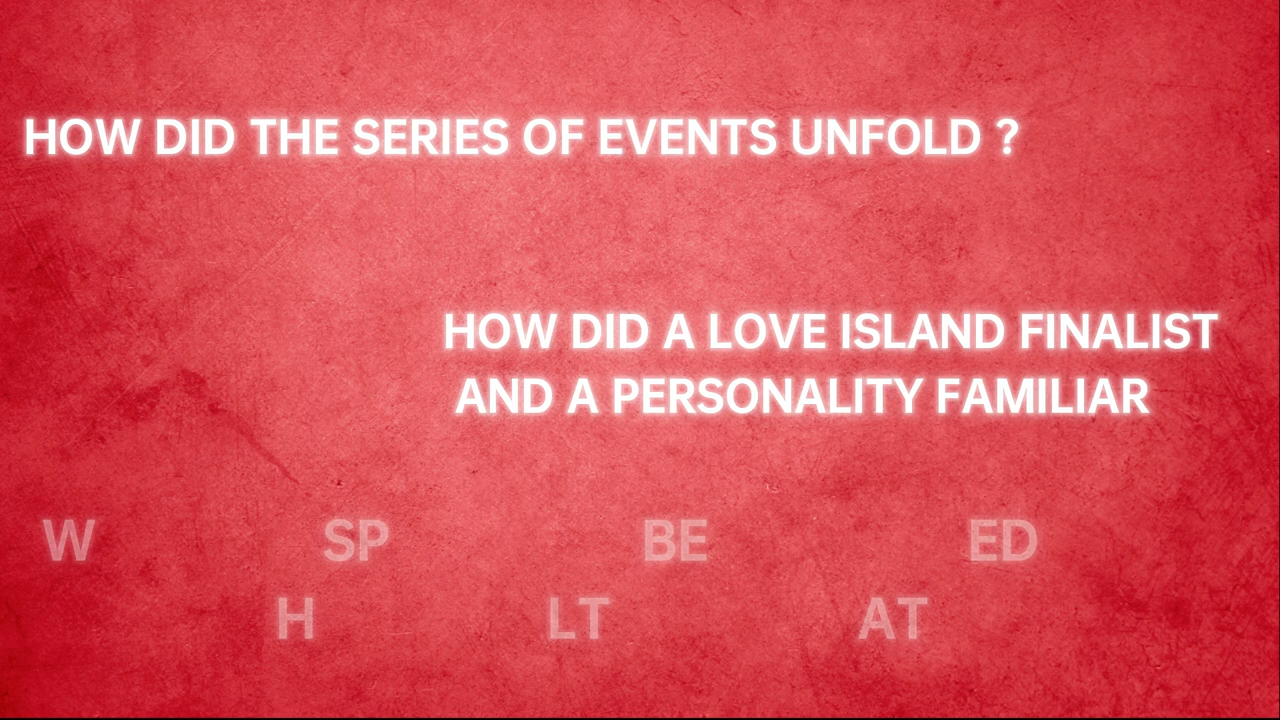 HOW DID THE SERIES OF EVENTS UNFOLD ?
HOW DID A LOVE ISLAND FINALIST
AND A PERSONALITY FAMILIAR
W SP BE ED
H LT AT